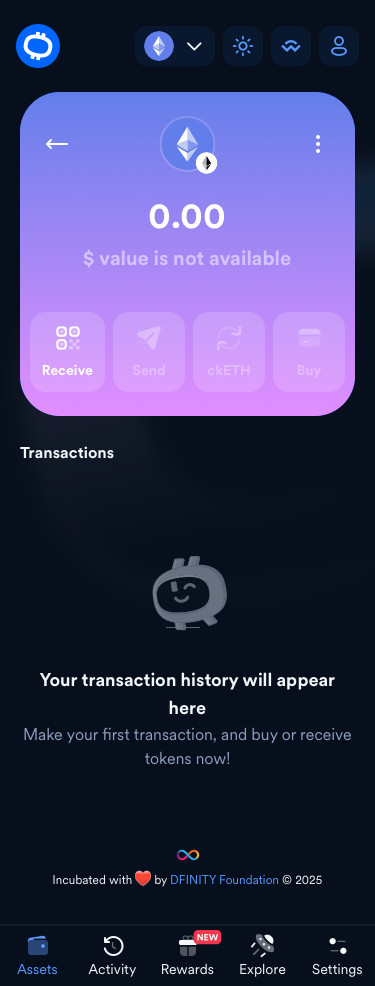 0.00
$ value is not available
Receive
Send
ckETH
Buy
Transactions
Your transaction history will appear
here
Make your first transaction, and buy or receive
tokens now!
Incubated with ❤️ by DFINITY Foundation © 2025
NEW
Assets
Activity
Rewards
Explore
Settings